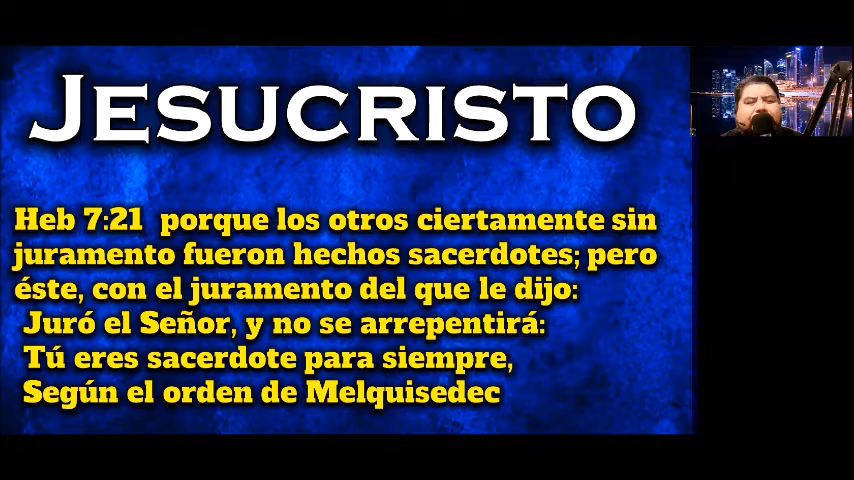 JESUCRISTO
Heb 7:21 porque los otros ciertamente sin
juramento fueron hechos sacerdotes; pero
éste, con el juramento del que le dijo:
Juró el Señor, y no se arrepentirá:
Tú eres sacerdote para siempre,
Según el orden de Melquisedec